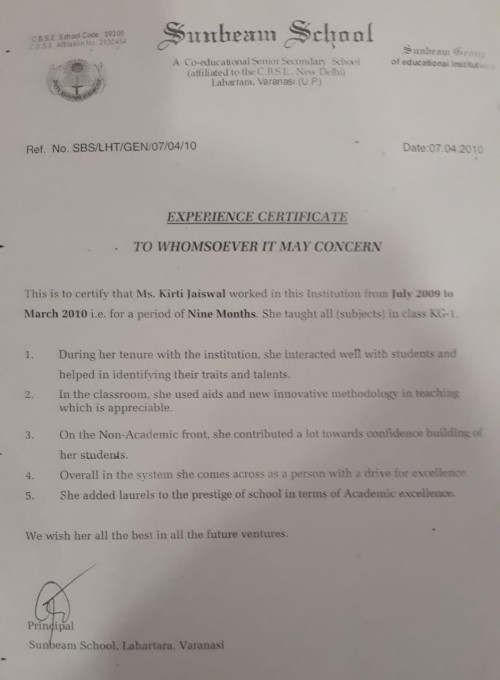 C.B.S.E. School Code 09306
C.B.S.E. Affiliation No. 2130454
Sunbeam School
A Co-educational Senior Secondary School
(affiliated to the C.B.S.E., New Delhi)
Lahartara, Varanasi (U.P.)
Sunbeam Group
of educational Institutions
Ref. No. SBS/LHT/GEN/07/04/10
Date:07.04.2010
EXPERIENCE CERTIFICATE
TO WHOMSOEVER IT MAY CONCERN
This is to certify that Ms. Kirti Jaiswal worked in this Institution from July 2009 to
March 2010 i.e. for a period of Nine Months. She taught all (subjects) in class KG-1.
1. During her tenure with the institution, she interacted well with students and
helped in identifying their traits and talents.
2. In the classroom, she used aids and new innovative methodology in teaching
which is appreciable.
3. On the Non-Academic front, she contributed a lot towards confidence building of
her students.
4. Overall in the system she comes across as a person with a drive for excellence.
5. She added laurels to the prestige of school in terms of Academic excellence.
We wish her all the best in all the future ventures.
Principal
Sunbeam School, Lahartara, Varanasi